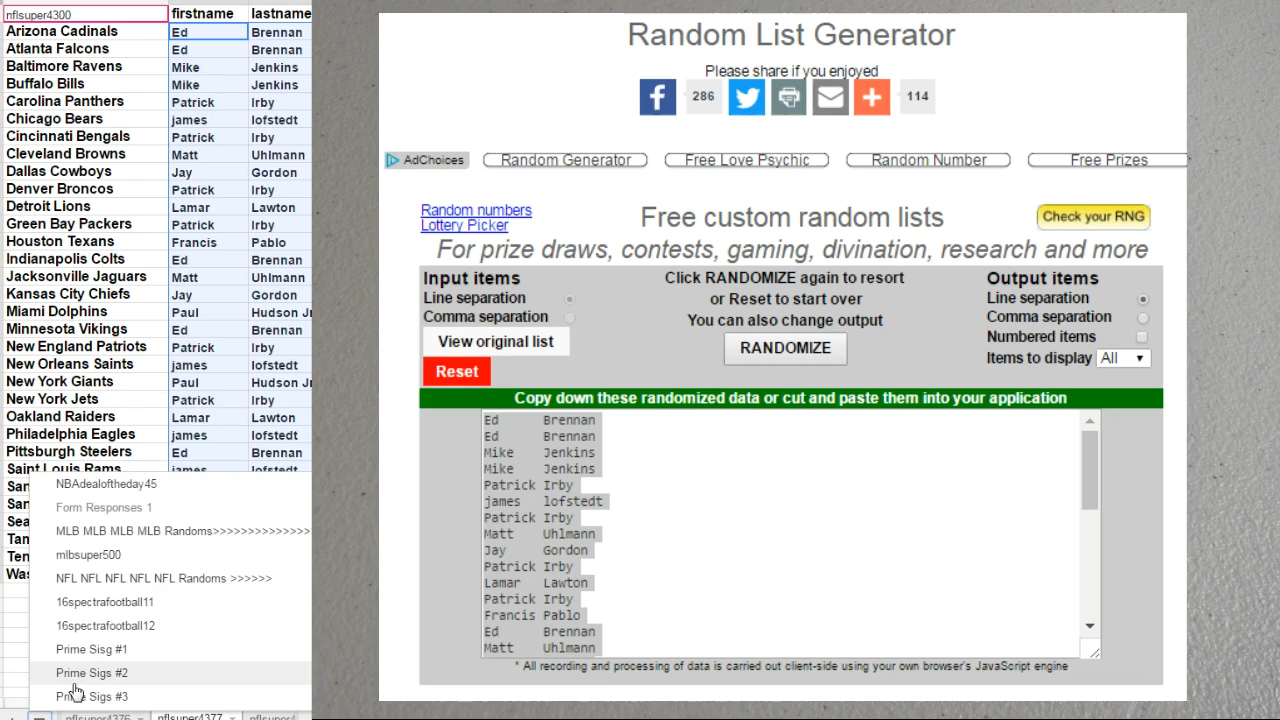 nflsuper4300 firstname lastname
Arizona Cadinals Ed Brennan
Atlanta Falcons Ed Brennan
Baltimore Ravens Mike Jenkins
Buffalo Bills Mike Jenkins
Carolina Panthers Patrick Irby
Chicago Bears james lofstedt
Cincinnati Bengals Patrick Irby
Cleveland Browns Matt Uhlmann
Dallas Cowboys Jay Gordon
Denver Broncos Patrick Irby
Detroit Lions Lamar Lawton
Green Bay Packers Patrick Irby
Houston Texans Francis Pablo
Indianapolis Colts Ed Brennan
Jacksonville Jaguars Matt Uhlmann
Kansas City Chiefs Jay Gordon
Miami Dolphins Paul Hudson Jr
Minnesota Vikings Ed Brennan
New England Patriots Patrick Irby
New Orleans Saints james lofstedt
New York Giants Paul Hudson Jr
New York Jets Patrick Irby
Oakland Raiders Lamar Lawton
Philadelphia Eagles james lofstedt
Pittsburgh Steelers Ed Brennan
Saint Louis Rams james lofstedt
San
San
Sea
Tam
Ten
Was
NBAdealoftheday45
Form Responses 1
MLB MLB MLB MLB Randoms>>>>>>>>>>>>>>
mlbsuper500
NFL NFL NFL NFL NFL Randoms >>>>>>
16spectrafootball11
16spectrafootball12
Prime Sisg #1
Prime Sigs #2
Prime Sigs #3
nflsuper4376 nflsuper4377 nflsuper4
Random List Generator
Please share if you enjoyed
286 114
AdChoices Random Generator Free Love Psychic Random Number Free Prizes
Random numbers
Lottery Picker
Free custom random lists
Check your RNG
For prize draws, contests, gaming, divination, research and more
Input items
Line separation
Comma separation
View original list
Reset
Click RANDOMIZE again to resort
or Reset to start over
You can also change output
RANDOMIZE
Output items
Line separation
Comma separation
Numbered items
Items to display All
Copy down these randomized data or cut and paste them into your application
Ed Brennan
Ed Brennan
Mike Jenkins
Mike Jenkins
Patrick Irby
james lofstedt
Patrick Irby
Matt Uhlmann
Jay Gordon
Patrick Irby
Lamar Lawton
Patrick Irby
Francis Pablo
Ed Brennan
Matt Uhlmann
* All recording and processing of data is carried out client-side using your own browser's JavaScript engine